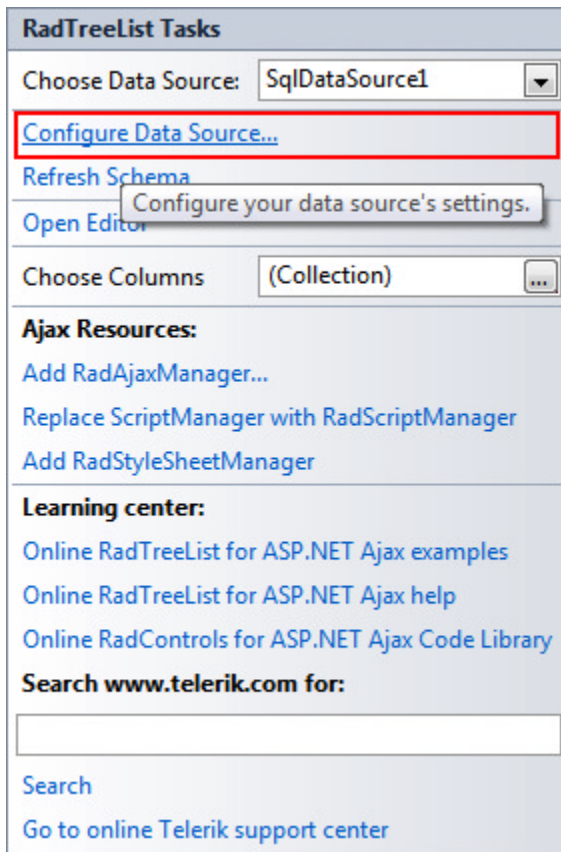 RadTreeList Tasks
Choose Data Source: SqlDataSource1
Configure Data Source...
Refresh Schema
Configure your data source's settings.
Open Editor
Choose Columns (Collection) ...
Ajax Resources:
Add RadAjaxManager...
Replace ScriptManager with RadScriptManager
Add RadStyleSheetManager
Learning center:
Online RadTreeList for ASP.NET Ajax examples
Online RadTreeList for ASP.NET Ajax help
Online RadControls for ASP.NET Ajax Code Library
Search www.telerik.com for:
Search
Go to online Telerik support center